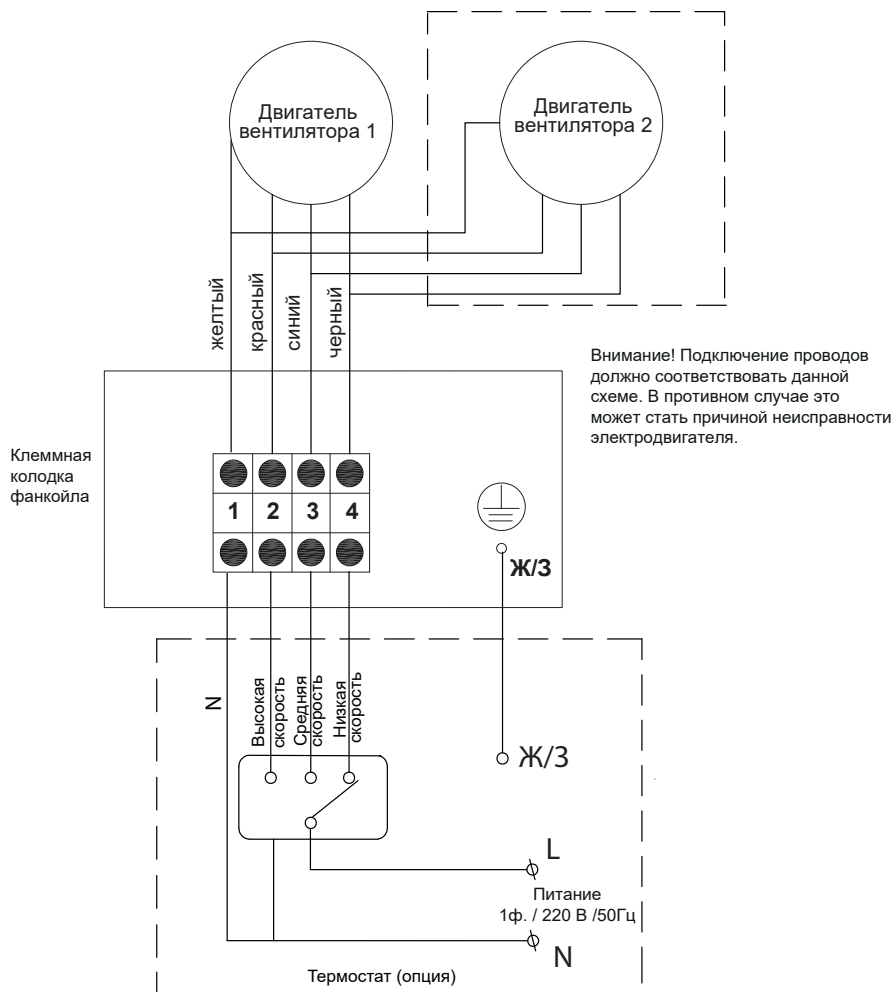 Двигатель
вентилятора 1
Двигатель
вентилятора 2
желтый
красный
синий
черный
Внимание! Подключение проводов
должно соответствовать данной
схеме. В противном случае это
может стать причиной неисправности
электродвигателя.
Клеммная
колодка
фанкойла
1 2 3 4
Ж/З
N
Высокая
скорость
Средняя
скорость
Низкая
скорость
Ж/З
L
Питание
1ф. / 220 В /50Гц
N
Термостат (опция)